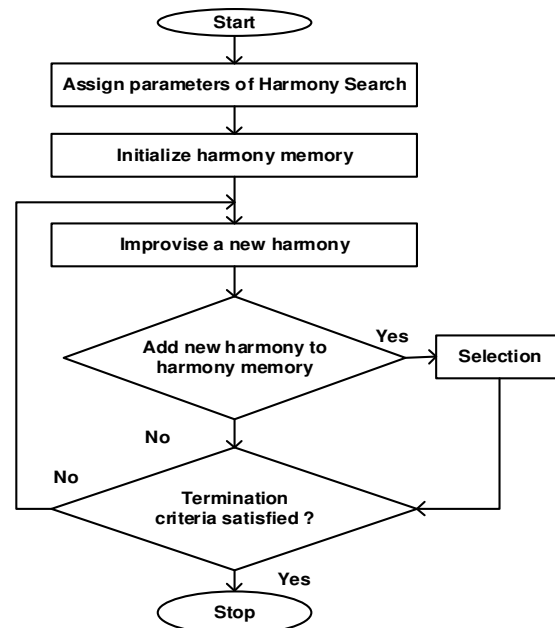 Start
Assign parameters of Harmony Search
Initialize harmony memory
Improvise a new harmony
Add new harmony to
harmony memory
Yes
Selection
No
No
Termination
criteria satisfied ?
Yes
Stop